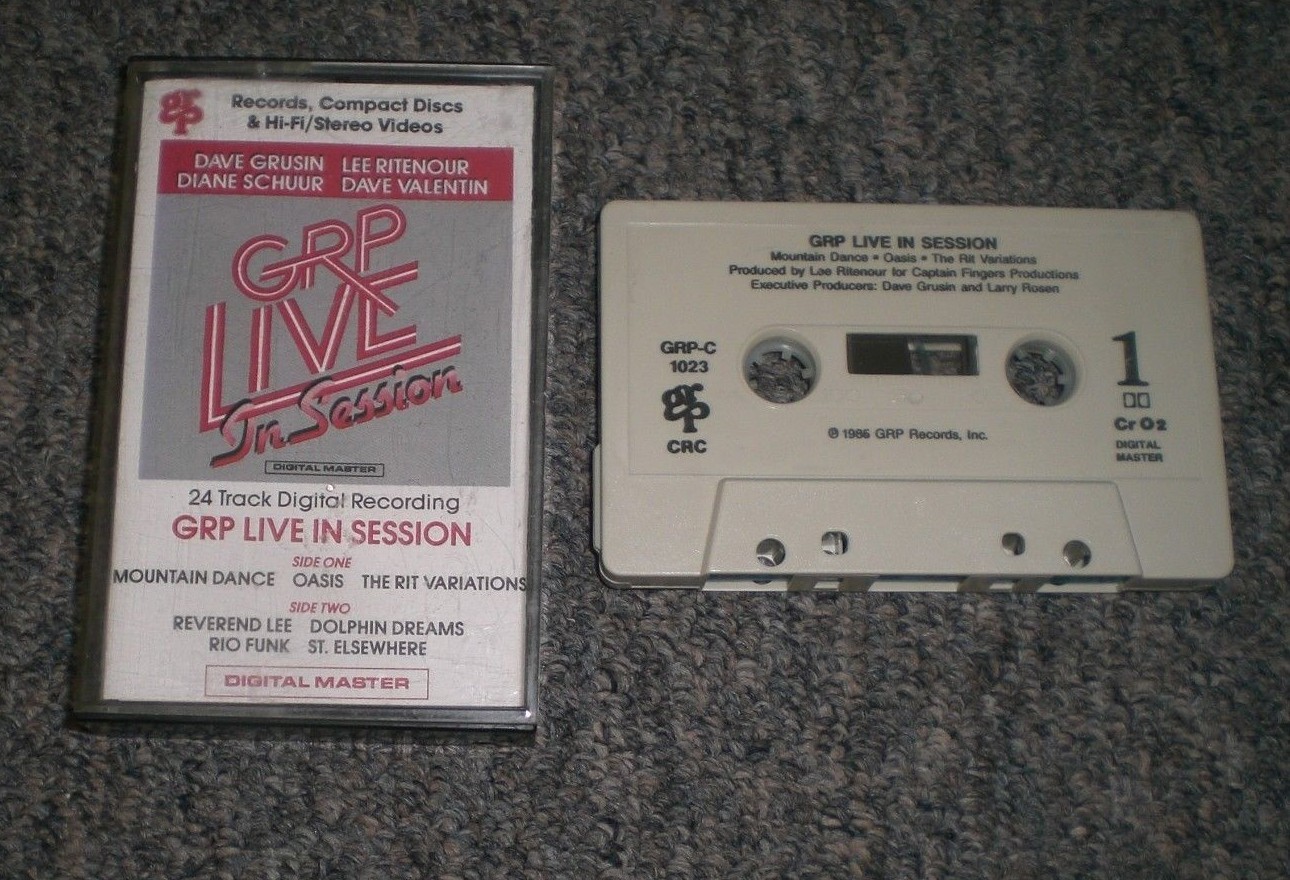 grp
Records, Compact Discs
& Hi-Fi/Stereo Videos
DAVE GRUSIN LEE RITENOUR
DIANE SCHUUR DAVE VALENTIN
GRP
LIVE
In Session
DIGITAL MASTER
24 Track Digital Recording
GRP LIVE IN SESSION
SIDE ONE
MOUNTAIN DANCE OASIS THE RIT VARIATIONS
SIDE TWO
REVEREND LEE DOLPHIN DREAMS
RIO FUNK ST. ELSEWHERE
DIGITAL MASTER
GRP LIVE IN SESSION
Mountain Dance • Oasis • The Rit Variations
Produced by Lee Ritenour for Captain Fingers Productions
Executive Producers: Dave Grusin and Larry Rosen
GRP-C
1023
grp
CRC
1
CrO2
DIGITAL
MASTER
℗ 1985 GRP Records, Inc.